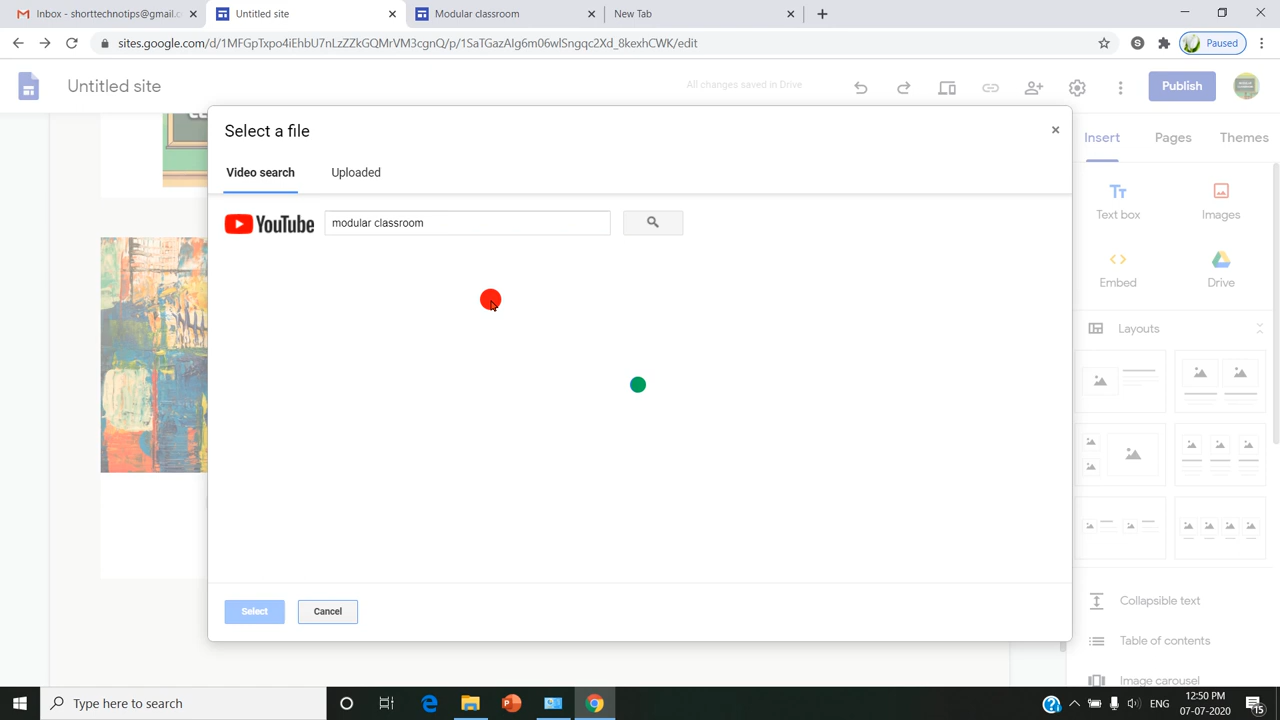 Inbox - shorttechnotips@gmail.c
Untitled site
Modular classroom
New Tab
sites.google.com/d/1MFGpTxpo4iEhbU7nLzZZkGQMrVM3cgnQ/p/1SaTGazAIg6m06wlSngqc2Xd_8kexhCWK/edit
S
Paused
Untitled site
All changes saved in Drive
Publish
Select a file
Insert
Pages
Themes
Video search
Uploaded
YouTube
modular classroom
Tt
Text box
Images
Embed
Drive
Layouts
Select
Cancel
Collapsible text
Table of contents
Image carousel
Type here to search
ENG
12:50 PM
07-07-2020
15